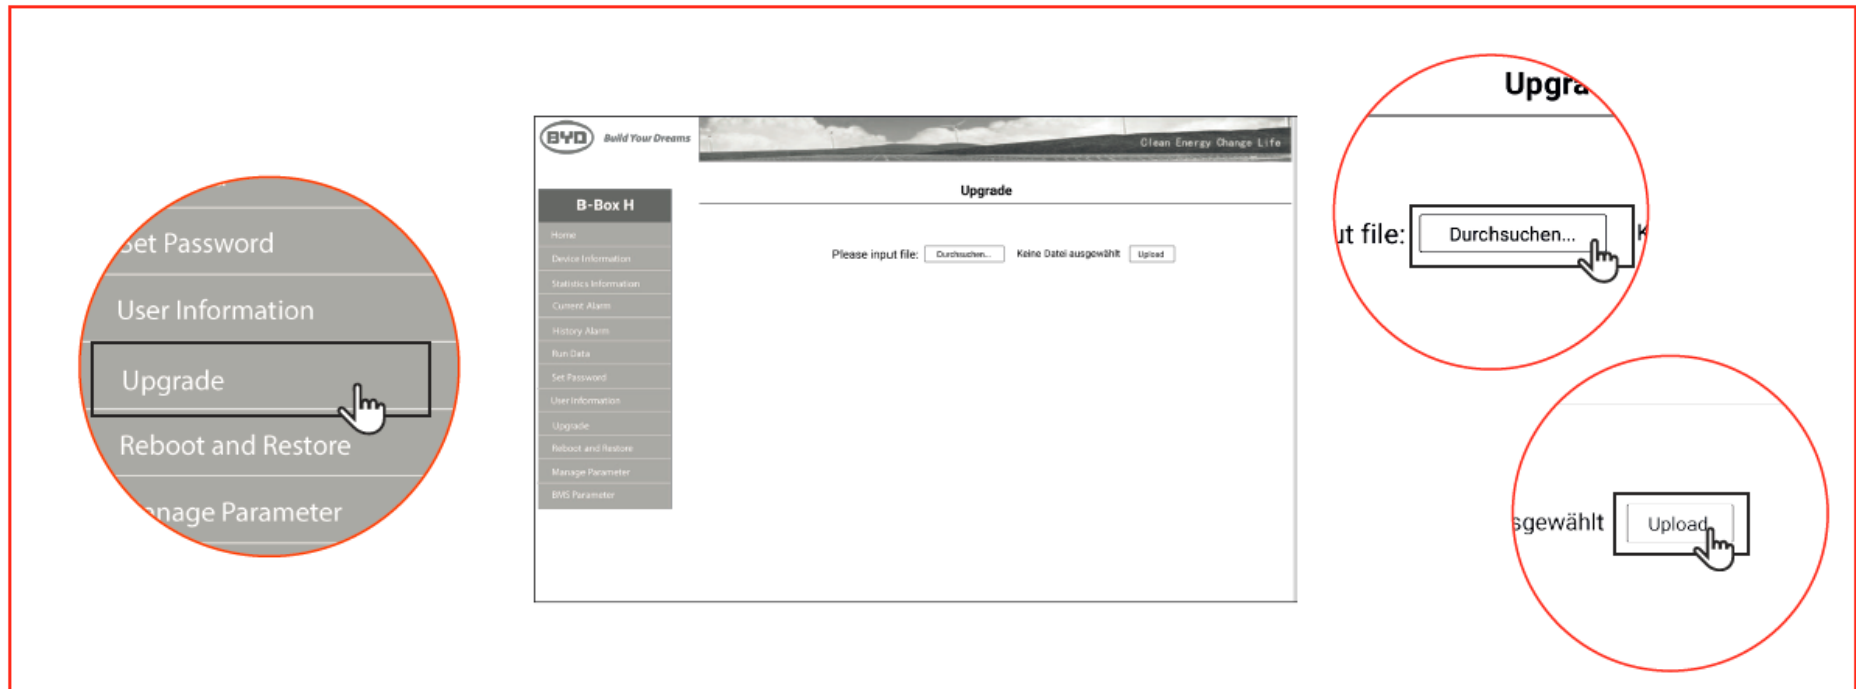 Set Password
User Information
Upgrade
Reboot and Restore
Manage Parameter
BYD Build Your Dreams
Clean Energy Change Life
B-Box H
Home
Device Information
Statistics Information
Current Alarm
History Alarm
Run Data
Set Password
User Information
Upgrade
Reboot and Restore
Manage Parameter
BMS Parameter
Upgrade
Please input file: Durchsuchen... Keine Datei ausgewählt Upload
Upgra
ut file: Durchsuchen... K
sgewählt Upload